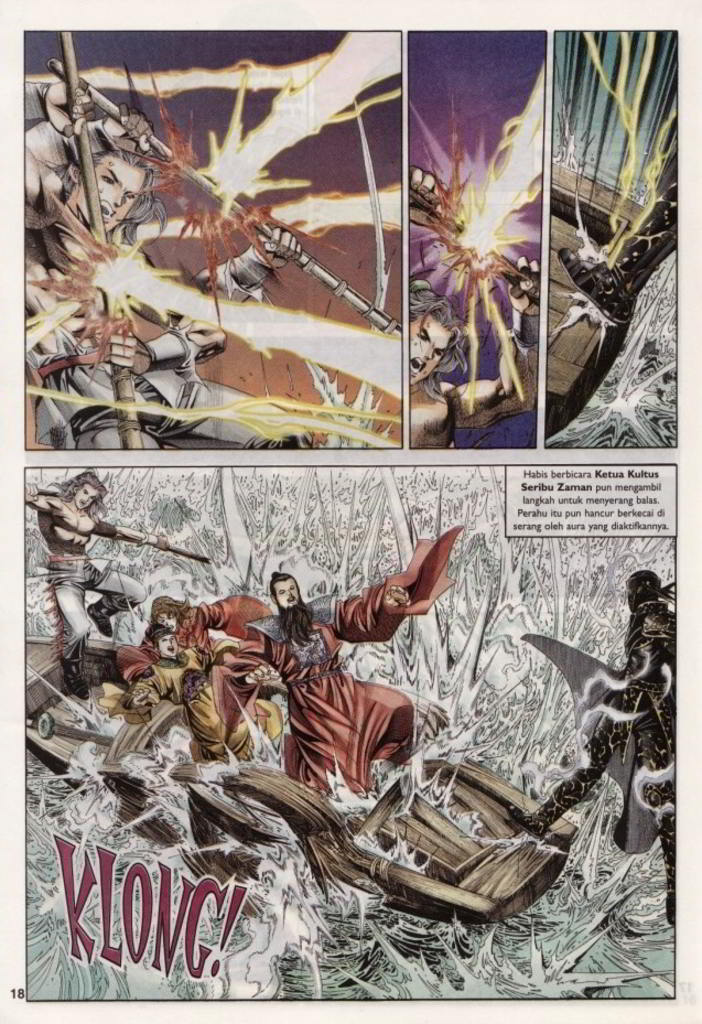 Habis berbicara Ketua Kultus
Seribu Zaman pun mengambil
langkah untuk menyerang balas.
Perahu itu pun hancur berkecai di
serang oleh aura yang diaktifkannya.
KLONG!
18